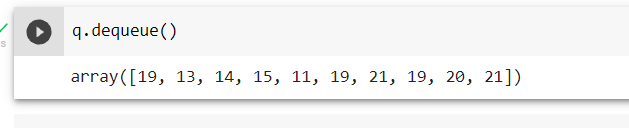 q.dequeue()
array([19, 13, 14, 15, 11, 19, 21, 19, 20, 21])